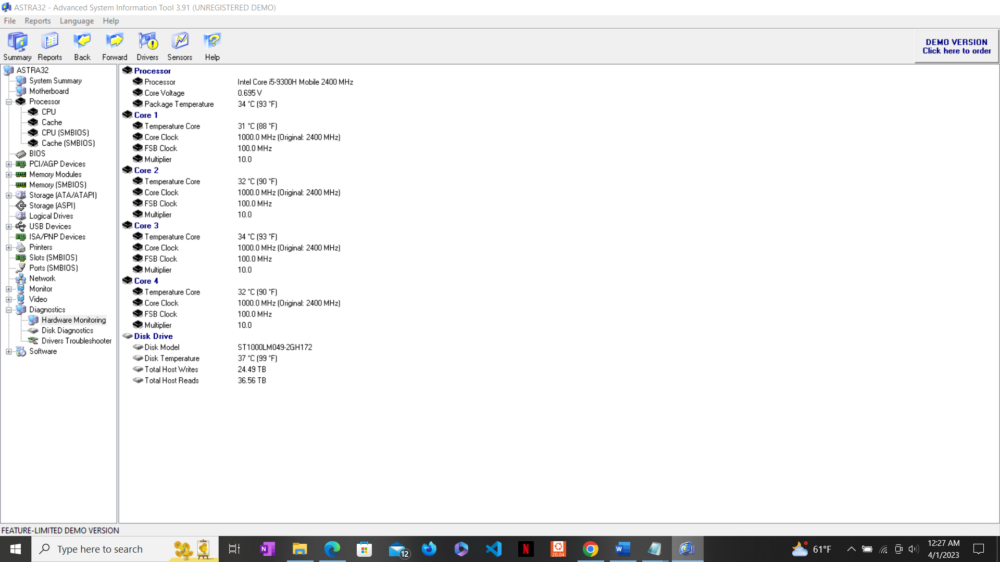 ASTRA32 - Advanced System Information Tool 3.91 (UNREGISTERED DEMO)
File Reports Language Help
Summary Reports Back Forward Drivers Sensors Help
DEMO VERSION
Click here to order
ASTRA32
System Summary
Motherboard
Processor
CPU
Cache
CPU (SMBIOS)
Cache (SMBIOS)
BIOS
PCI/AGP Devices
Memory Modules
Memory (SMBIOS)
Storage (ATA/ATAPI)
Storage (ASPI)
Logical Drives
USB Devices
ISA/PNP Devices
Printers
Slots (SMBIOS)
Ports (SMBIOS)
Network
Monitor
Video
Diagnostics
Hardware Monitoring
Disk Diagnostics
Drivers Troubleshooter
Software
Processor
Processor Intel Core i5-9300H Mobile 2400 MHz
Core Voltage 0.695 V
Package Temperature 34 °C (93 °F)
Core 1
Temperature Core 31 °C (88 °F)
Core Clock 1000.0 MHz (Original: 2400 MHz)
FSB Clock 100.0 MHz
Multiplier 10.0
Core 2
Temperature Core 32 °C (90 °F)
Core Clock 1000.0 MHz (Original: 2400 MHz)
FSB Clock 100.0 MHz
Multiplier 10.0
Core 3
Temperature Core 34 °C (93 °F)
Core Clock 1000.0 MHz (Original: 2400 MHz)
FSB Clock 100.0 MHz
Multiplier 10.0
Core 4
Temperature Core 32 °C (90 °F)
Core Clock 1000.0 MHz (Original: 2400 MHz)
FSB Clock 100.0 MHz
Multiplier 10.0
Disk Drive
Disk Model ST1000LM049-2GH172
Disk Temperature 37 °C (99 °F)
Total Host Writes 24.49 TB
Total Host Reads 36.56 TB
FEATURE-LIMITED DEMO VERSION
Type here to search
N
12
N
20.04
W
61°F
12:27 AM
4/1/2023